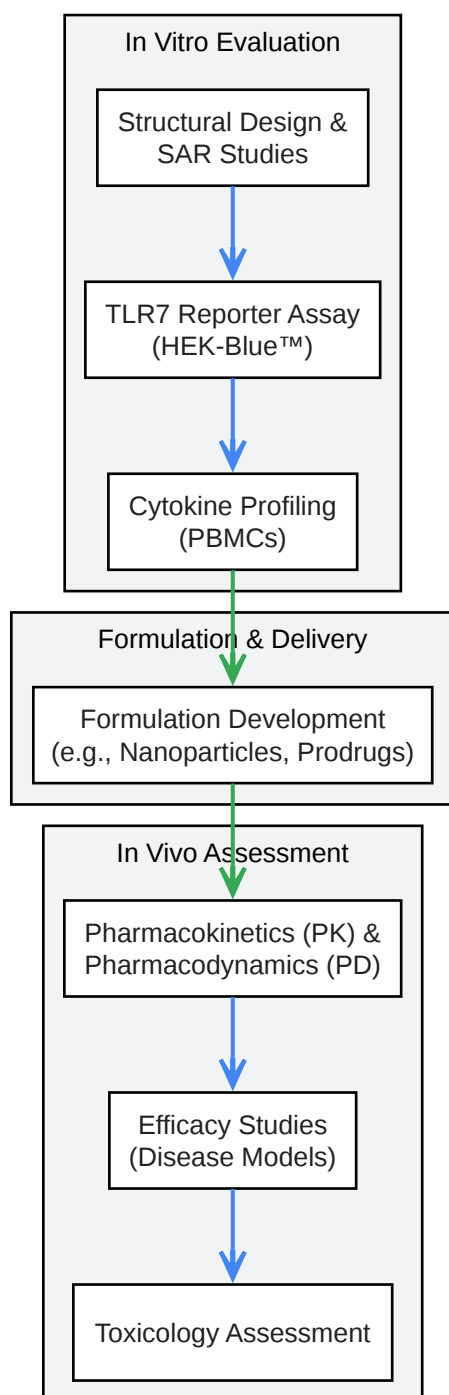 In Vitro Evaluation
Structural Design &
SAR Studies
TLR7 Reporter Assay
(HEK-Blue™)
Cytokine Profiling
(PBMCs)
Formulation & Delivery
Formulation Development
(e.g., Nanoparticles, Prodrugs)
In Vivo Assessment
Pharmacokinetics (PK) &
Pharmacodynamics (PD)
Efficacy Studies
(Disease Models)
Toxicology Assessment